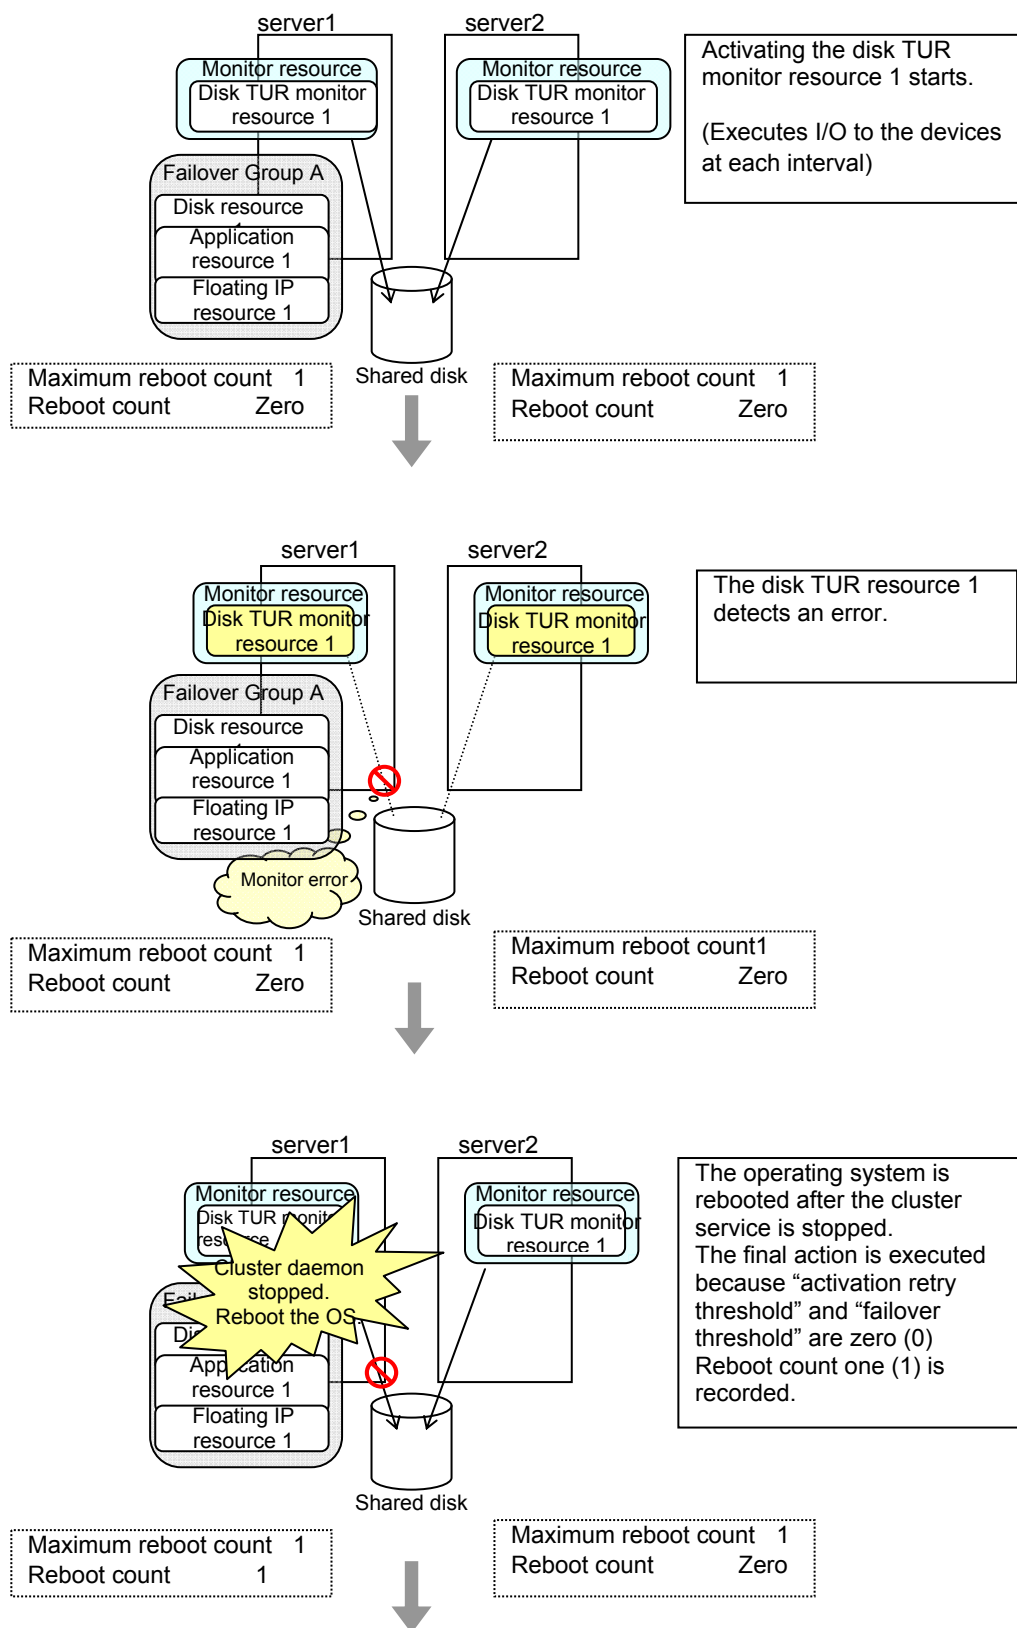 server1
server2
Monitor resource
Disk TUR monitor
resource 1
Monitor resource
Disk TUR monitor
resource 1
Activating the disk TUR
monitor resource 1 starts.
(Executes I/O to the devices
at each interval)
Failover Group A
Disk resource
Application
resource 1
Floating IP
resource 1
Shared disk
Maximum reboot count 1
Reboot count Zero
Maximum reboot count 1
Reboot count Zero
server1
server2
Monitor resource
Disk TUR monitor
resource 1
Monitor resource
Disk TUR monitor
resource 1
The disk TUR resource 1
detects an error.
Failover Group A
Disk resource
Application
resource 1
Floating IP
resource 1
Monitor error
Shared disk
Maximum reboot count 1
Reboot count Zero
Maximum reboot count1
Reboot count Zero
server1
server2
Monitor resource
Disk TUR monitor
Cluster daemon
stopped.
Reboot the OS.
Monitor resource
Disk TUR monitor
resource 1
The operating system is
rebooted after the cluster
service is stopped.
The final action is executed
because “activation retry
threshold” and “failover
threshold” are zero (0)
Reboot count one (1) is
recorded.
Application
resource 1
Floating IP
resource 1
Shared disk
Maximum reboot count 1
Reboot count 1
Maximum reboot count 1
Reboot count Zero